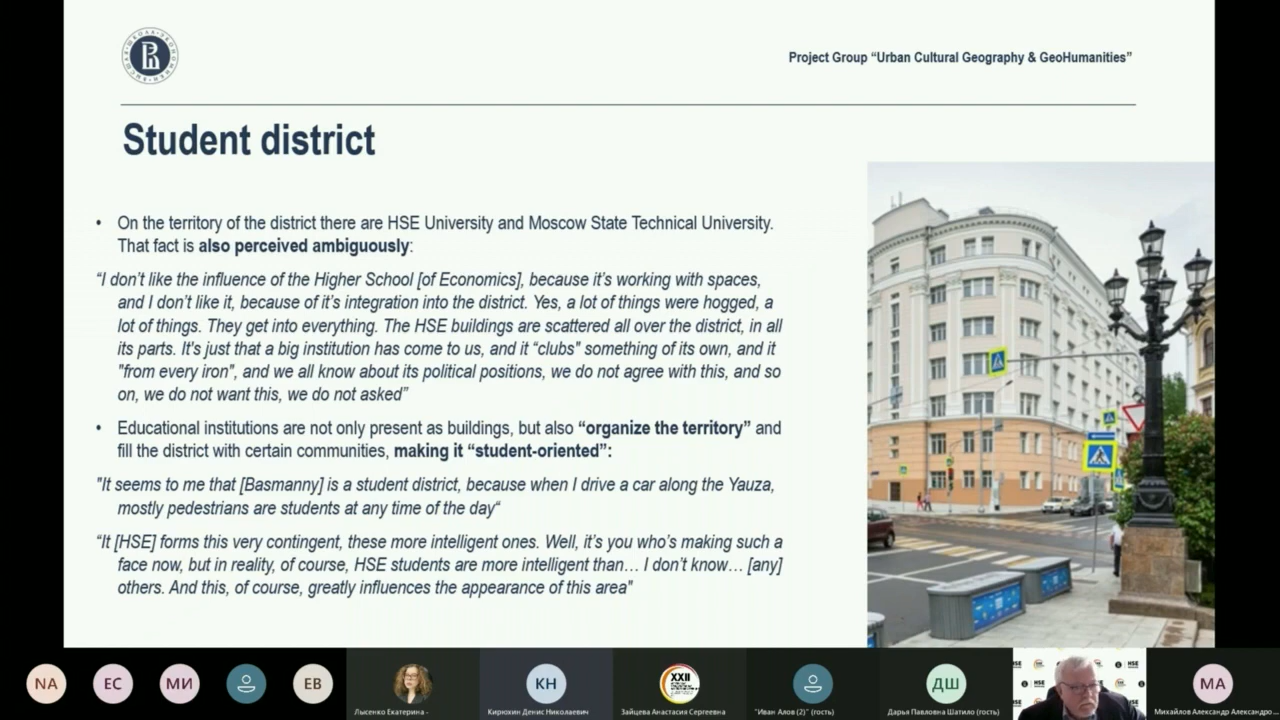 Project Group “Urban Cultural Geography & GeoHumanities”
Student district
• On the territory of the district there are HSE University and Moscow State Technical University.
That fact is also perceived ambiguously:
“I don’t like the influence of the Higher School [of Economics], because it’s working with spaces,
and I don’t like it, because of it’s integration into the district. Yes, a lot of things were hogged, a
lot of things. They get into everything. The HSE buildings are scattered all over the district, in all
its parts. It's just that a big institution has come to us, and it “clubs” something of its own, and it
"from every iron", and we all know about its political positions, we do not agree with this, and so
on, we do not want this, we do not asked”
• Educational institutions are not only present as buildings, but also “organize the territory” and
fill the district with certain communities, making it “student-oriented”:
"It seems to me that [Basmanny] is a student district, because when I drive a car along the Yauza,
mostly pedestrians are students at any time of the day“
“It [HSE] forms this very contingent, these more intelligent ones. Well, it’s you who’s making such a
face now, but in reality, of course, HSE students are more intelligent than… I don’t know… [any]
others. And this, of course, greatly influences the appearance of this area"
NA
ЕС
МИ
ЕВ
Лысенко Екатерина -
КН
Кирюхин Денис Николаевич
XXII
Зайцева Анастасия Сергеевна
"Иван Алов (2)" (гость)
ДШ
Дарья Павловна Шатило (гость)
HSE
МА
Михайлов Александр Александро...